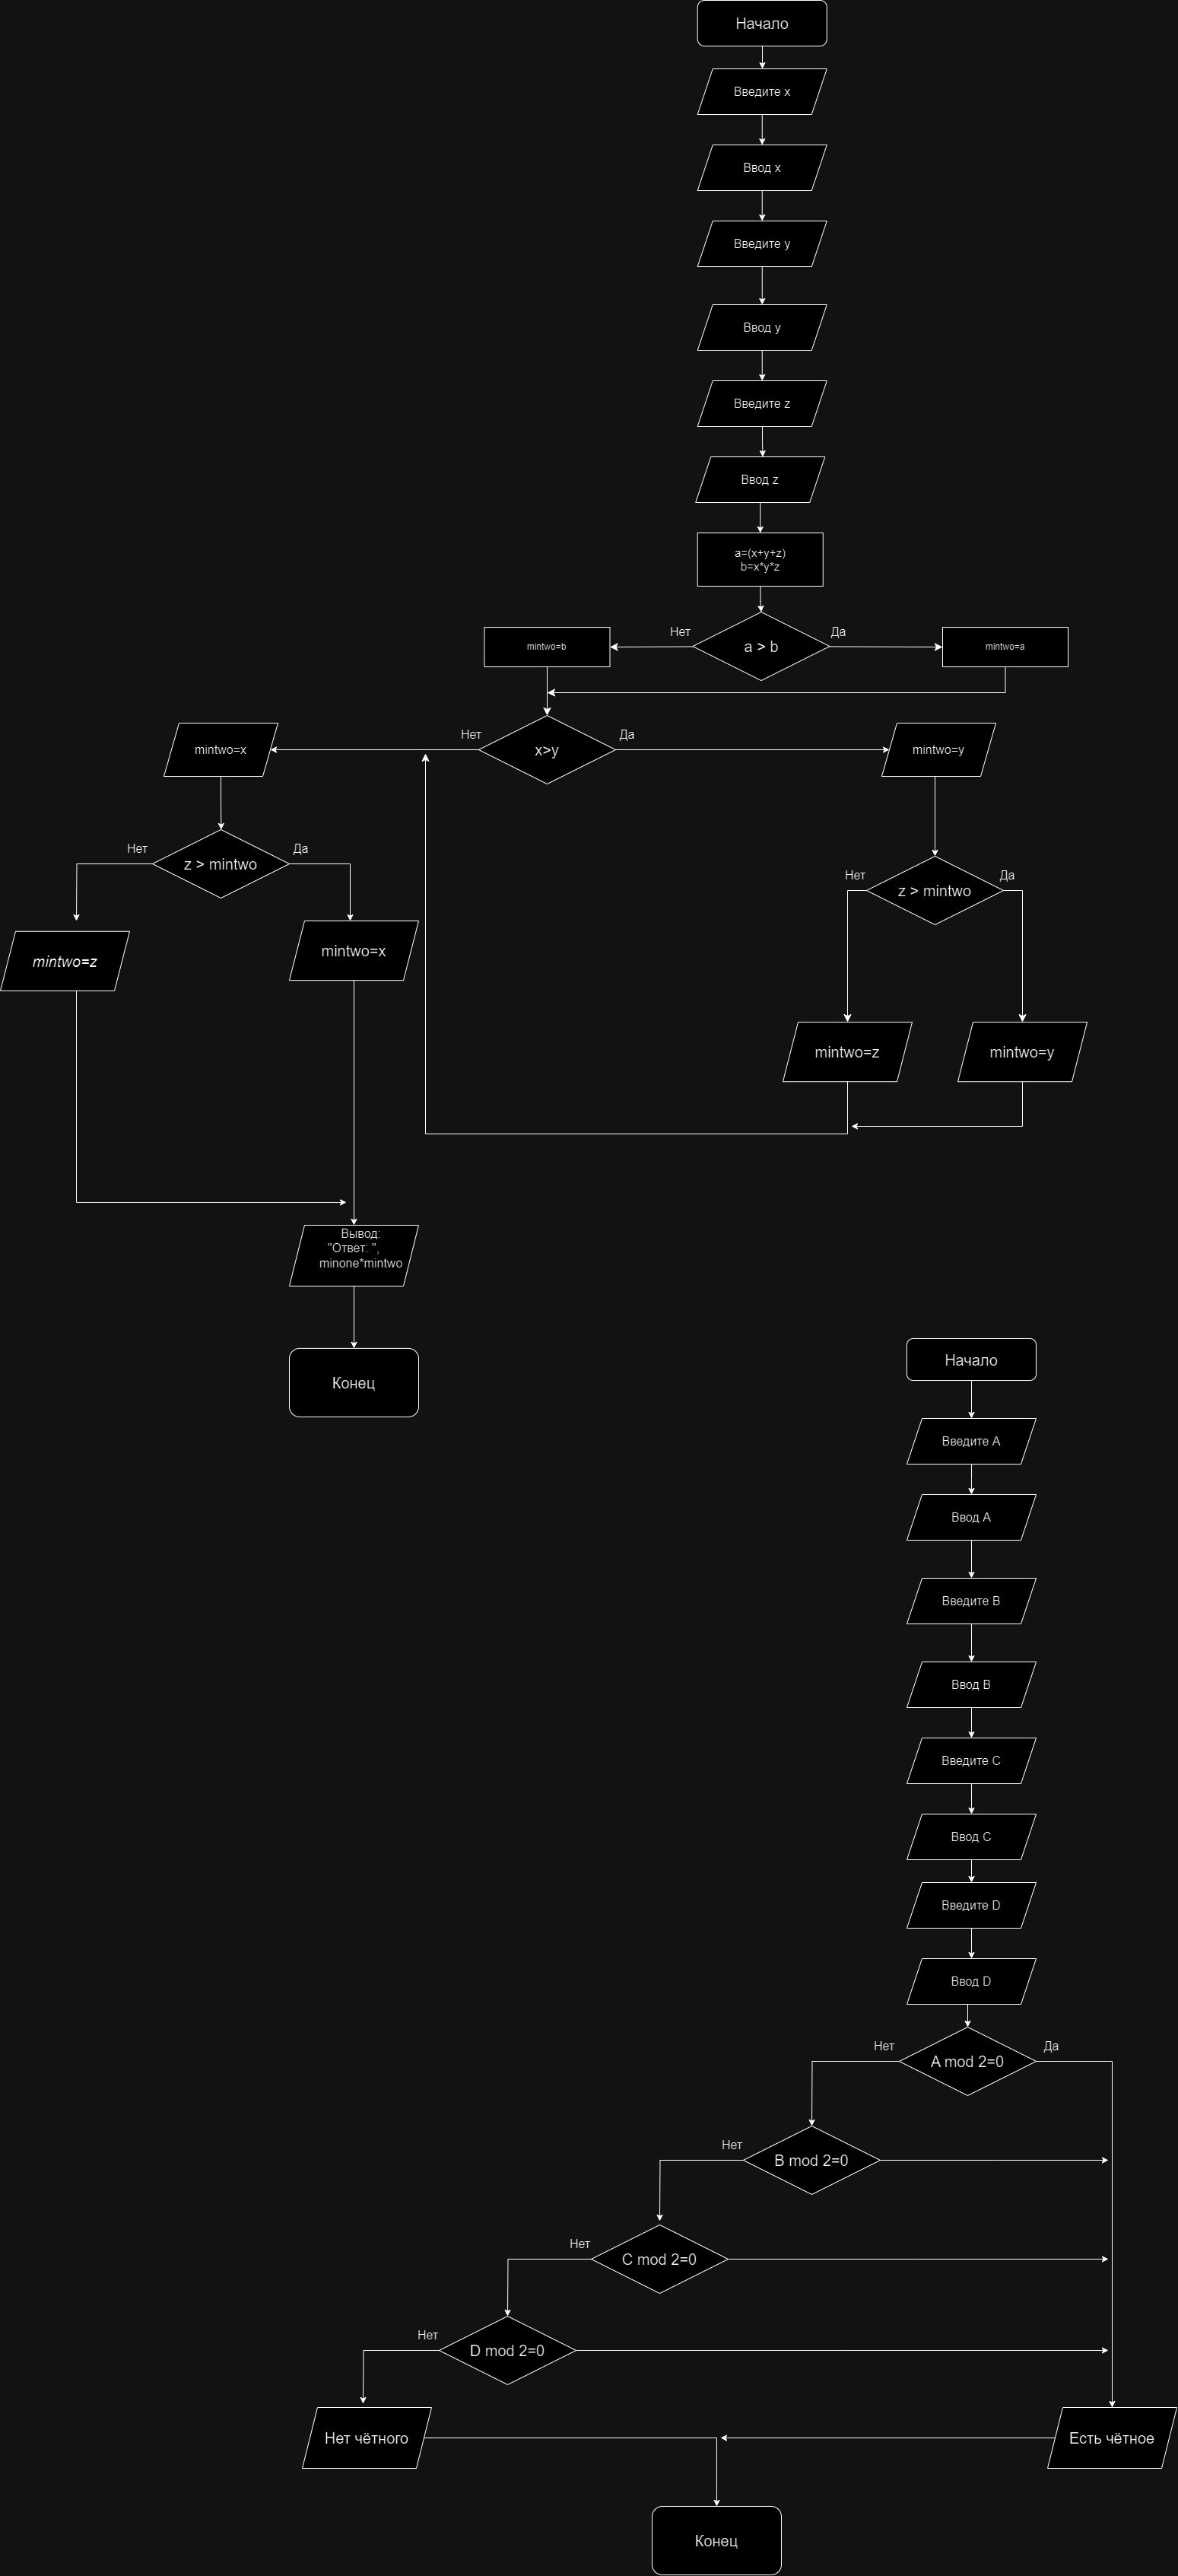 Начало
Введите x
Ввод x
Введите y
Ввод y
Введите z
Ввод z
a=(x+y+z)
b=x*y*z
Нет
Да
mintwo=b
a > b
mintwo=a
Нет
Да
mintwo=x
x>y
mintwo=y
Нет
Да
z > mintwo
Нет
Да
z > mintwo
mintwo=z
mintwo=x
mintwo=z
mintwo=y
Вывод:
"Ответ: ",
minone*mintwo
Конец
Начало
Введите A
Ввод A
Введите B
Ввод B
Введите C
Ввод C
Введите D
Ввод D
Нет
Да
A mod 2=0
Нет
B mod 2=0
Нет
C mod 2=0
Нет
D mod 2=0
Нет чётного
Есть чётное
Конец